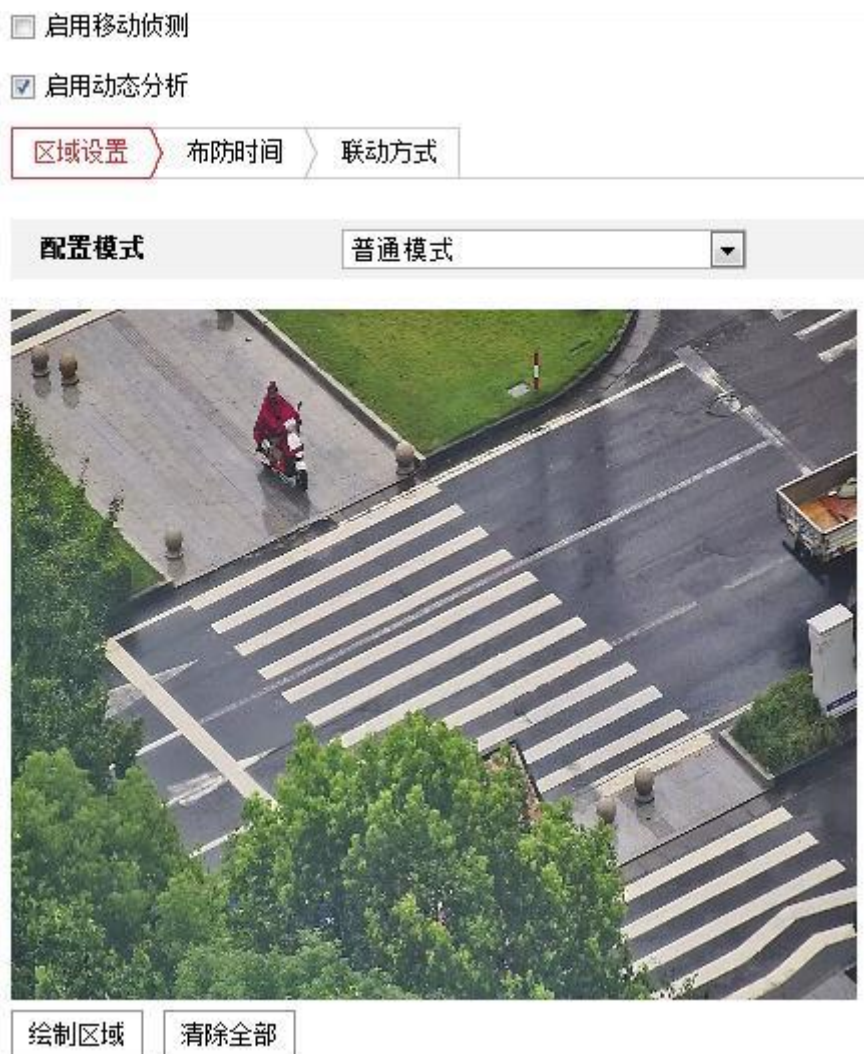 启用移动侦测
启用动态分析
区域设置 布防时间 联动方式
配置模式 普通模式
绘制区域 清除全部